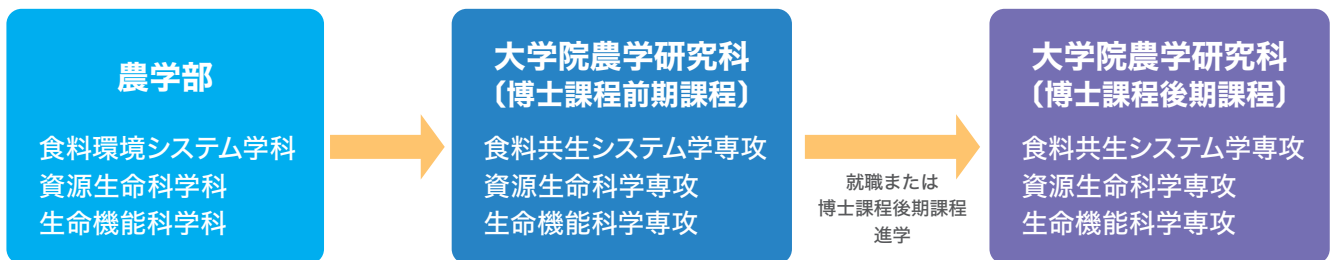 農学部
食料環境システム学科
資源生命科学科
生命機能科学科
大学院農学研究科
〔博士課程前期課程〕
食料共生システム学専攻
資源生命科学専攻
生命機能科学専攻
就職または
博士課程後期課程
進学
大学院農学研究科
〔博士課程後期課程〕
食料共生システム学専攻
資源生命科学専攻
生命機能科学専攻